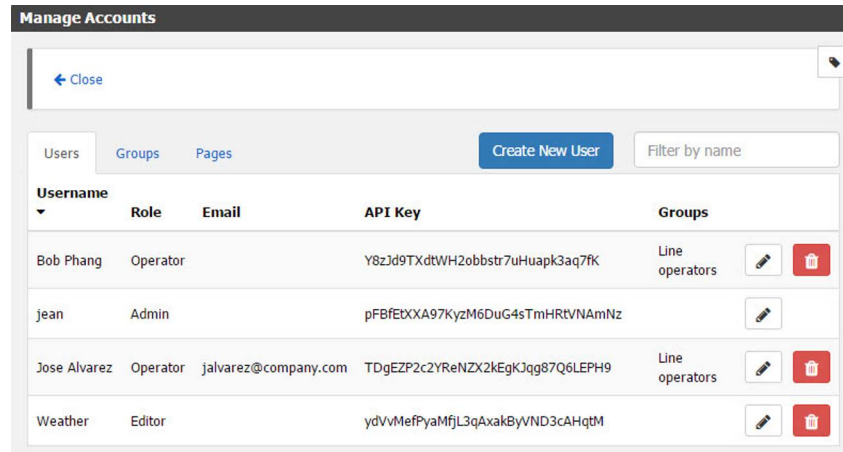 Manage Accounts
Close
Users Groups Pages Create New User Filter by name
Username
Role Email API Key Groups
Bob Phang Operator Y8zJd9TXdtWH2obbstr7uHuapk3aq7fK Line operators
jean Admin pFBfEtXXA97KyzM6DuG4sTmHRtVNAmNz
Jose Alvarez Operator jalvarez@company.com TDgEZP2c2YReNZX2kEgKJqg87Q6LEPH9 Line operators
Weather Editor ydVvMefPyaMfjL3qAxakByVND3cAHqtM